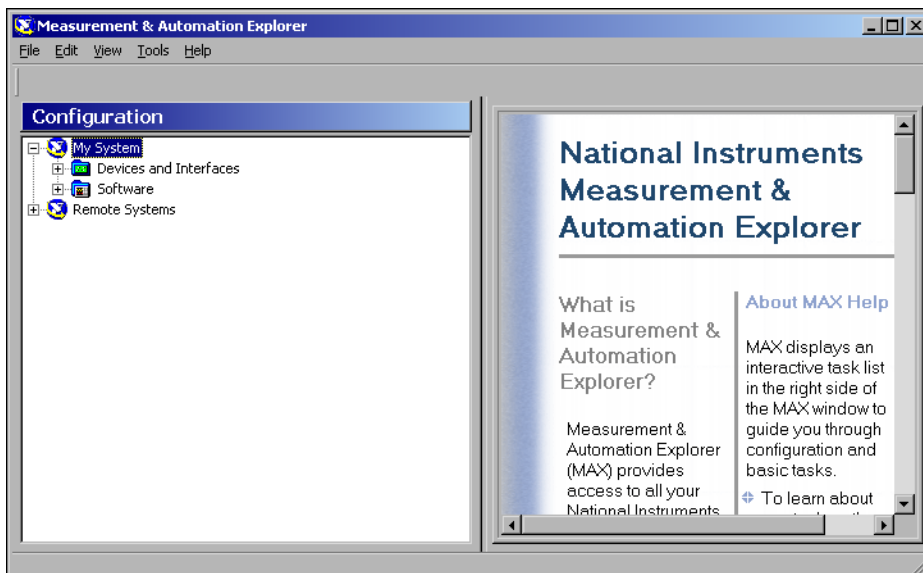 Measurement & Automation Explorer
File Edit View Tools Help
Configuration
My System
Devices and Interfaces
Software
Remote Systems
National Instruments
Measurement &
Automation Explorer
What is
Measurement &
Automation
Explorer?
Measurement &
Automation Explorer
(MAX) provides
access to all your
National Instruments
About MAX Help
MAX displays an
interactive task list
in the right side of
the MAX window to
guide you through
configuration and
basic tasks.
To learn about